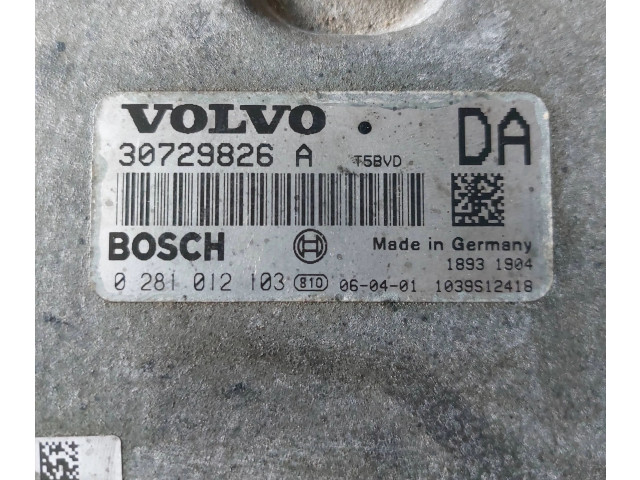 VOLVO
DA
30729826 A T5BVD
BOSCH Made in Germany
1893 1904
0 281 012 103 810 06-04-01 1039S12418